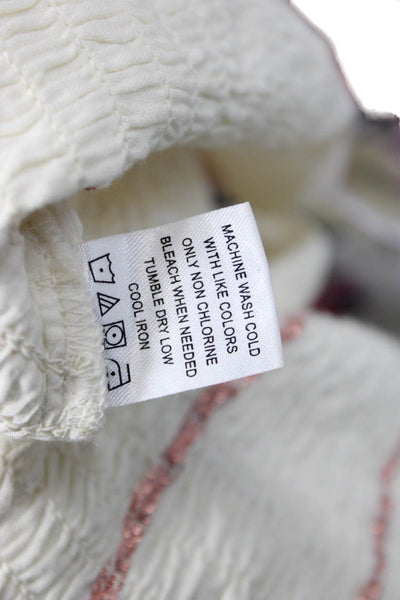 MACHINE WASH COLD
WITH LIKE COLORS
ONLY NON CHLORINE
BLEACH WHEN NEEDED
TUMBLE DRY LOW
COOL IRON